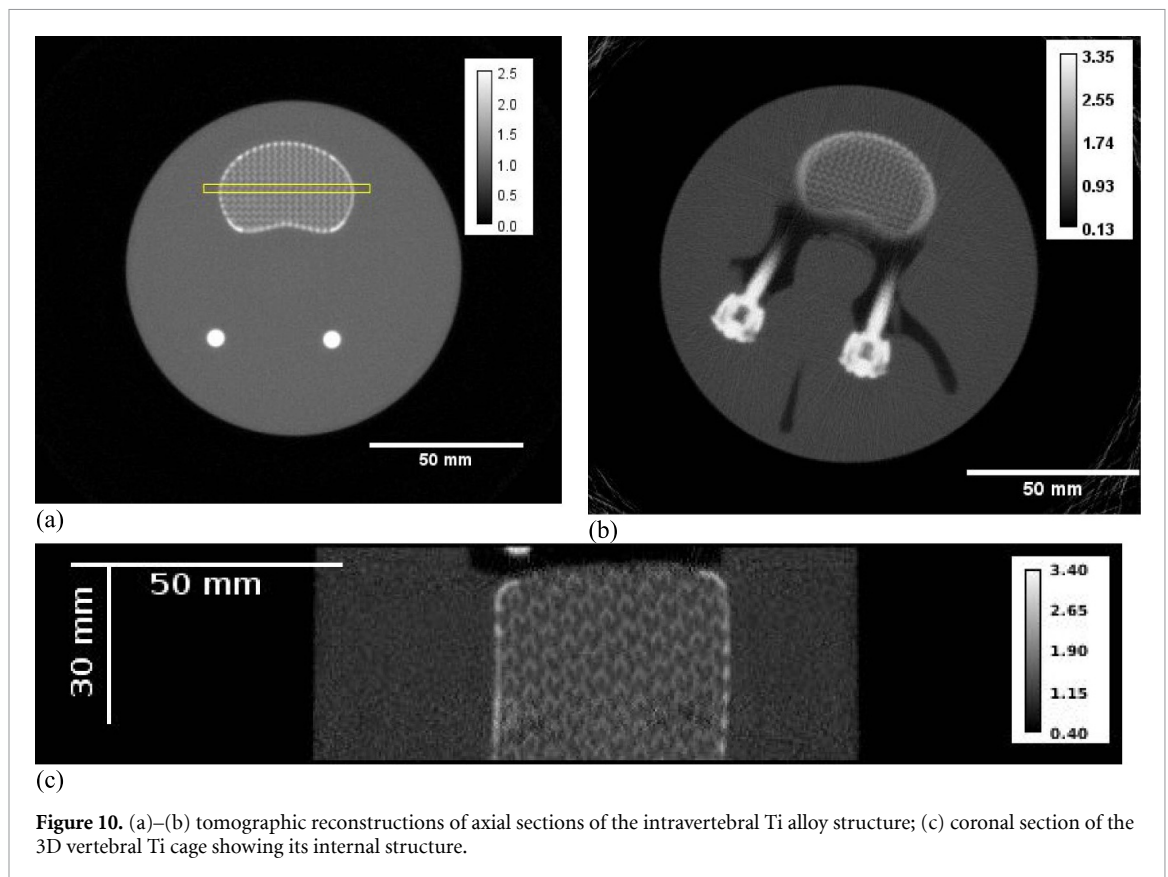 2.5
2.0
1.5
1.0
0.5
0.0
50 mm
(a)
3.35
2.55
1.74
0.93
0.13
50 mm
(b)
50 mm
30 mm
3.40
2.65
1.90
1.15
0.40
(c)
Figure 10. (a)–(b) tomographic reconstructions of axial sections of the intravertebral Ti alloy structure; (c) coronal section of the
3D vertebral Ti cage showing its internal structure.